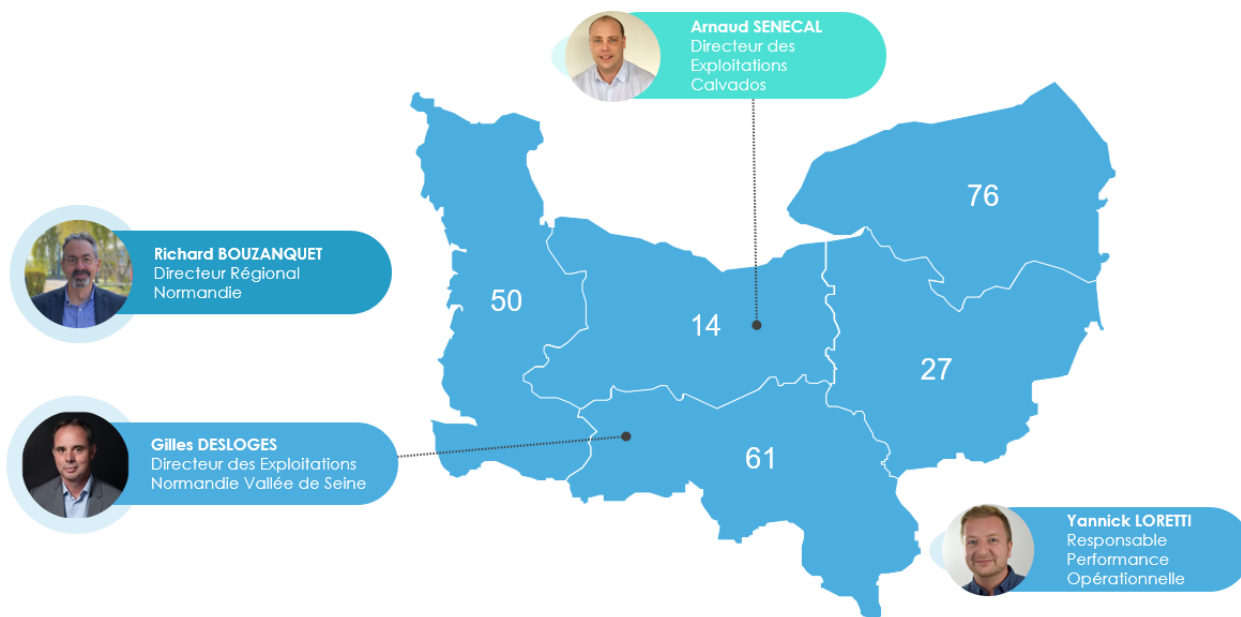 Arnaud SENECAL
Directeur des
Exploitations
Calvados
76
Richard BOUZANQUET
Directeur Régional
Normandie
50
14
27
Gilles DESLOGES
Directeur des Exploitations
Normandie Vallée de Seine
61
Yannick LORETTI
Responsable
Performance
Opérationnelle